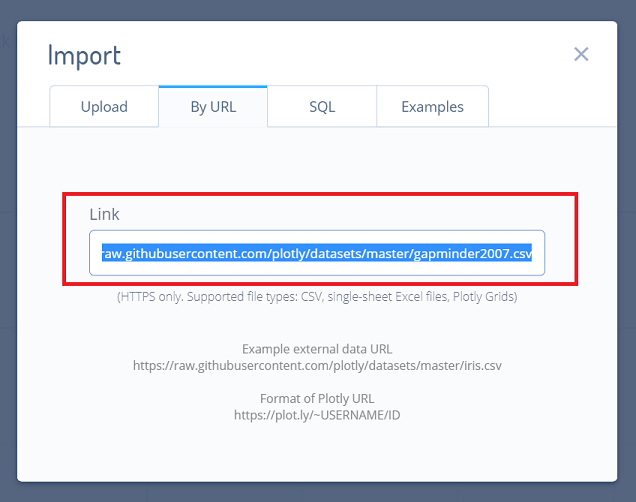 Import
Upload By URL SQL Examples
Link
raw.githubusercontent.com/plotly/datasets/master/gapminder2007.csv
(HTTPS only. Supported file types: CSV, single-sheet Excel files, Plotly Grids)
Example external data URL
https://raw.githubusercontent.com/plotly/datasets/master/iris.csv
Format of Plotly URL
https://plot.ly/~USERNAME/ID